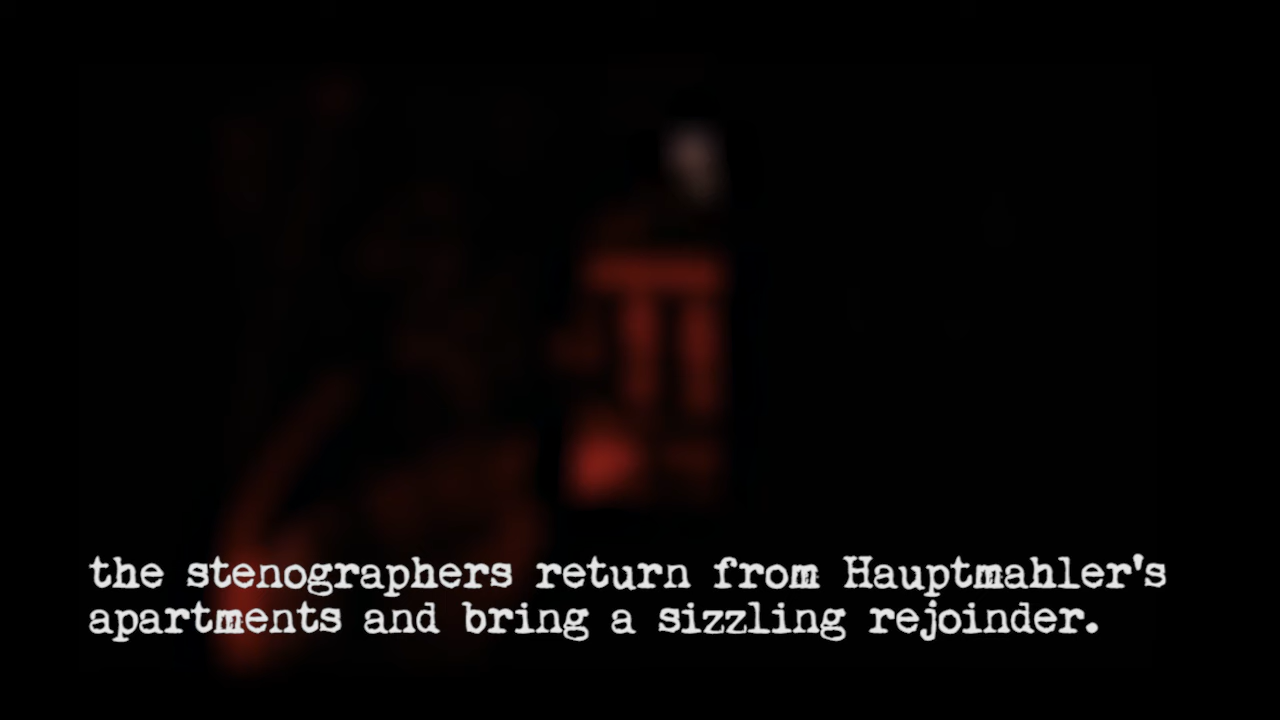 the stenographers return from Hauptmahler's
apartments and bring a sizzling rejoinder.